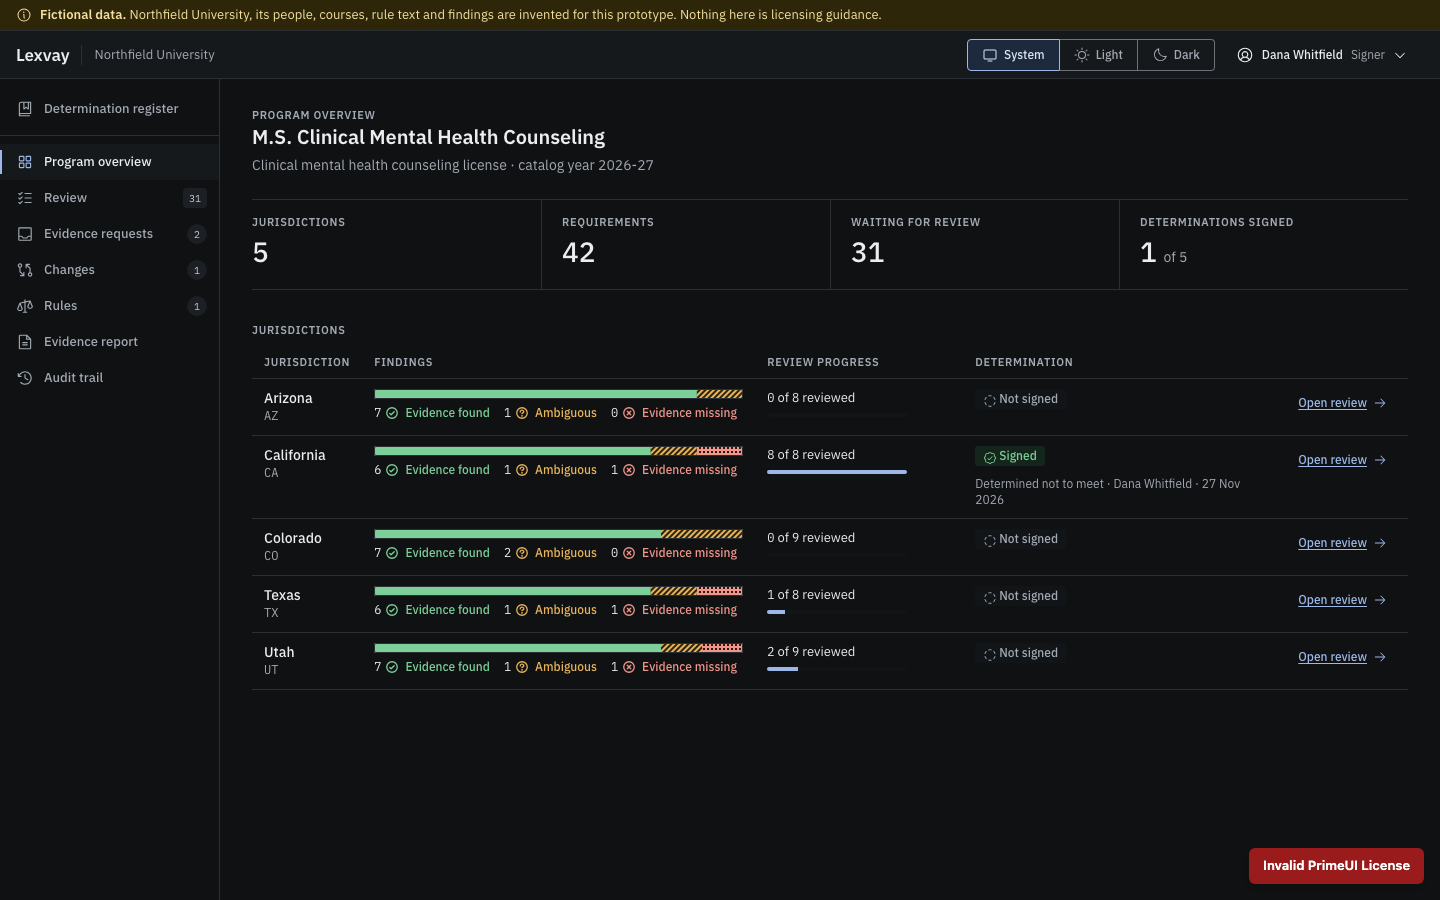 Fictional data. Northfield University, its people, courses, rule text and findings are invented for this prototype. Nothing here is licensing guidance.
Lexvay
Northfield University
System
Light
Dark
Dana Whitfield Signer
Determination register
Program overview
Review 31
Evidence requests 2
Changes 1
Rules 1
Evidence report
Audit trail
PROGRAM OVERVIEW
M.S. Clinical Mental Health Counseling
Clinical mental health counseling license · catalog year 2026-27
JURISDICTIONS
5
REQUIREMENTS
42
WAITING FOR REVIEW
31
DETERMINATIONS SIGNED
1 of 5
JURISDICTIONS
JURISDICTION FINDINGS REVIEW PROGRESS DETERMINATION
Arizona
AZ
7 Evidence found 1 Ambiguous 0 Evidence missing
0 of 8 reviewed
Not signed
Open review
California
CA
6 Evidence found 1 Ambiguous 1 Evidence missing
8 of 8 reviewed
Signed
Determined not to meet · Dana Whitfield · 27 Nov
2026
Open review
Colorado
CO
7 Evidence found 2 Ambiguous 0 Evidence missing
0 of 9 reviewed
Not signed
Open review
Texas
TX
6 Evidence found 1 Ambiguous 1 Evidence missing
1 of 8 reviewed
Not signed
Open review
Utah
UT
7 Evidence found 1 Ambiguous 1 Evidence missing
2 of 9 reviewed
Not signed
Open review
Invalid PrimeUI License